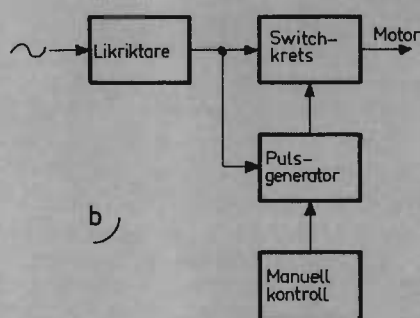 Likriktare
Switch-
krets
Motor
Puls-
generator
b
Manuell
kontroll